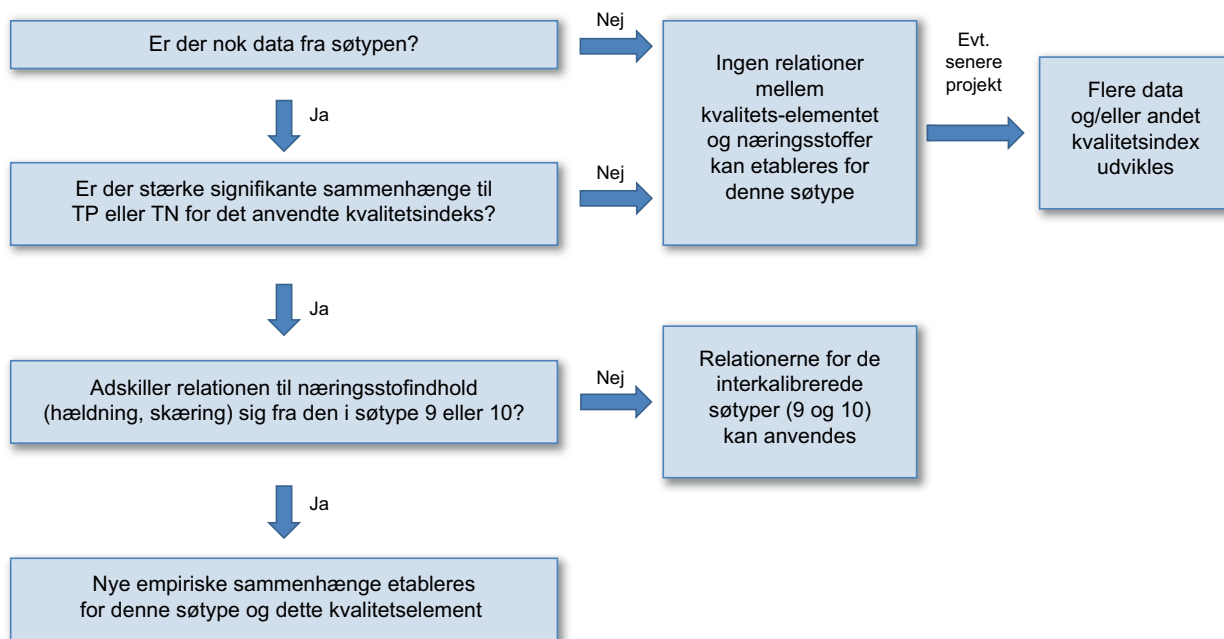 Er der nok data fra søtypen?
Nej
Ingen relationer
mellem
kvalitets-elementet
og næringsstoffer
kan etableres for
denne søtype
Evt.
senere
projekt
Flere data
og/eller andet
kvalitetsindex
udvikles
Ja
Er der stærke signifikante sammenhænge til
TP eller TN for det anvendte kvalitetsindeks?
Nej
Ja
Adskiller relationen til næringsstofindhold
(hældning, skæring) sig fra den i søtype 9 eller 10?
Nej
Relationerne for de
interkalibrerede
søtyper (9 og 10)
kan anvendes
Ja
Nye empiriske sammenhænge etableres
for denne søtype og dette kvalitetselement